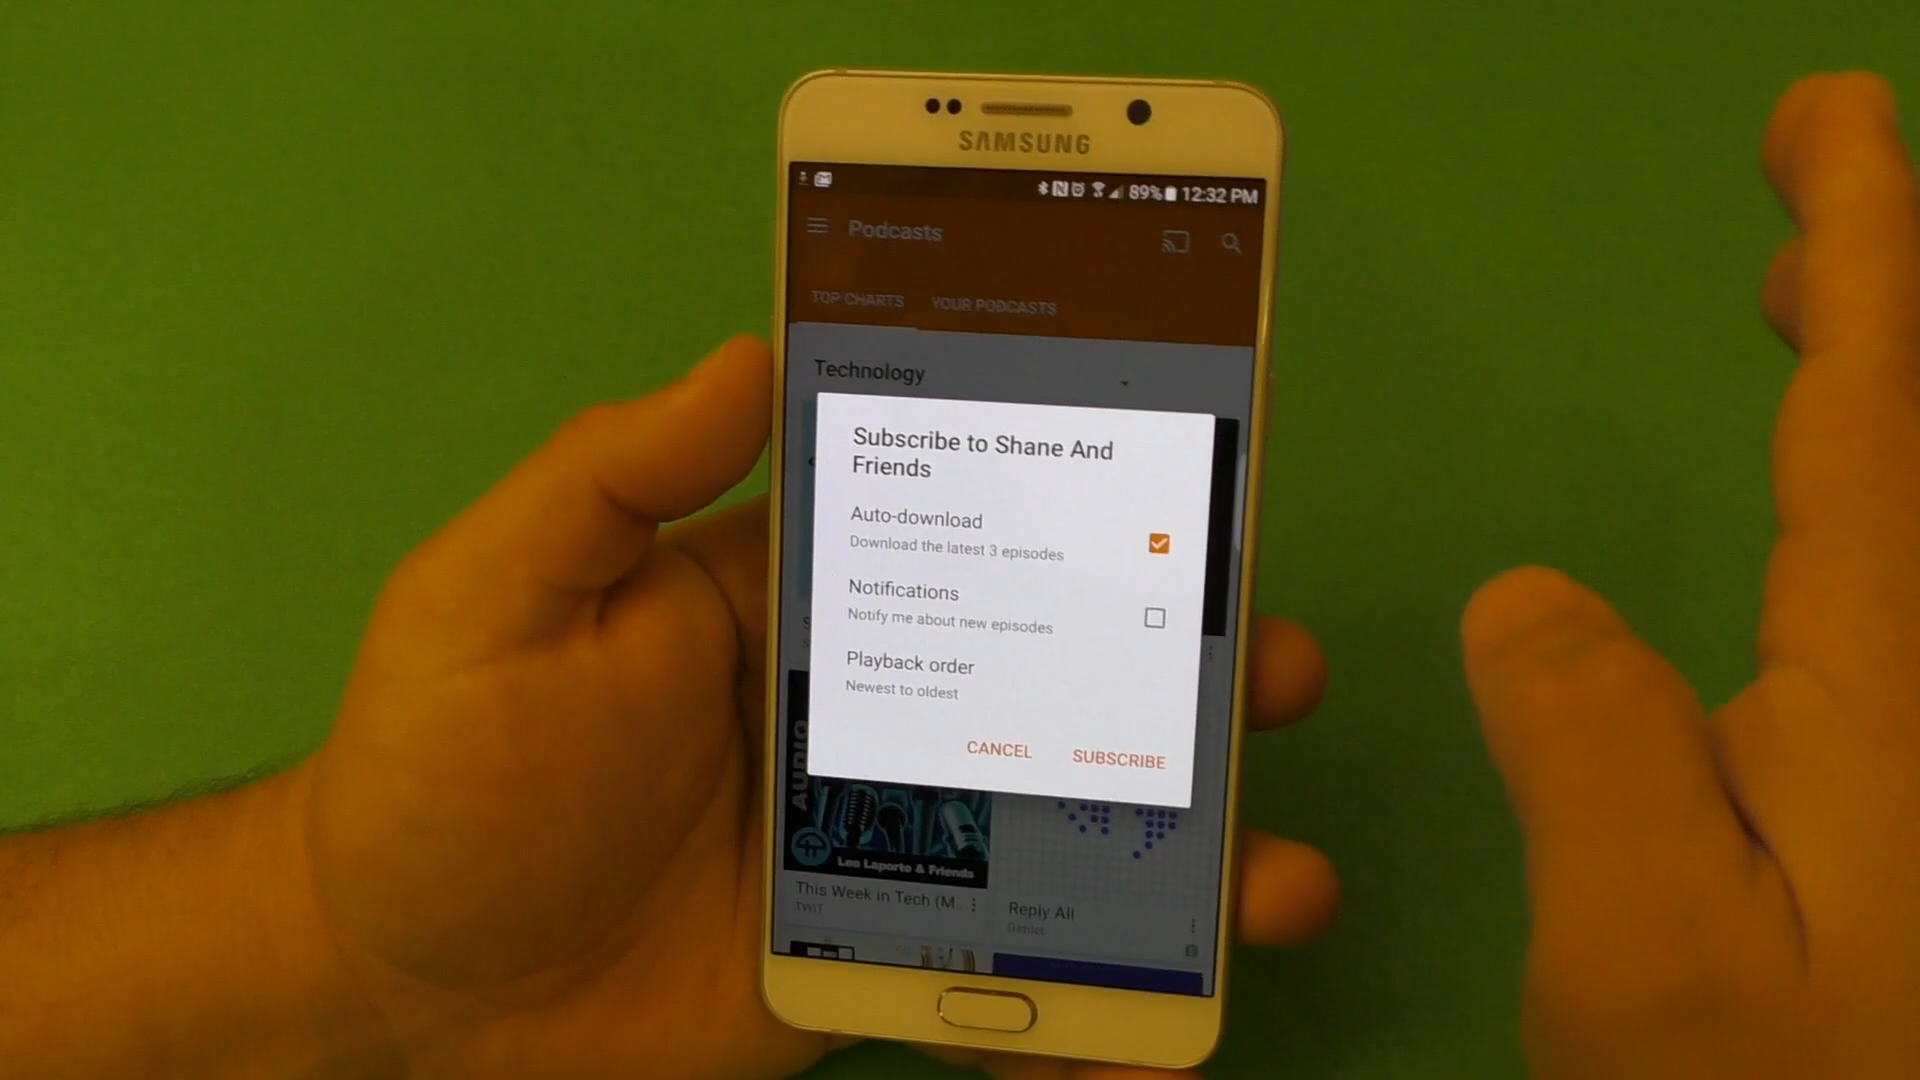 SAMSUNG
89% 12:32 PM
Podcasts
TOP CHARTS YOUR PODCASTS
Technology
Subscribe to Shane And
Friends
Auto-download
Download the latest 3 episodes
Notifications
Notify me about new episodes
Playback order
Newest to oldest
CANCEL SUBSCRIBE
AUDIO
Leo Laporte & Friends
This Week in Tech (M...
TWiT
Reply All
Gimlet